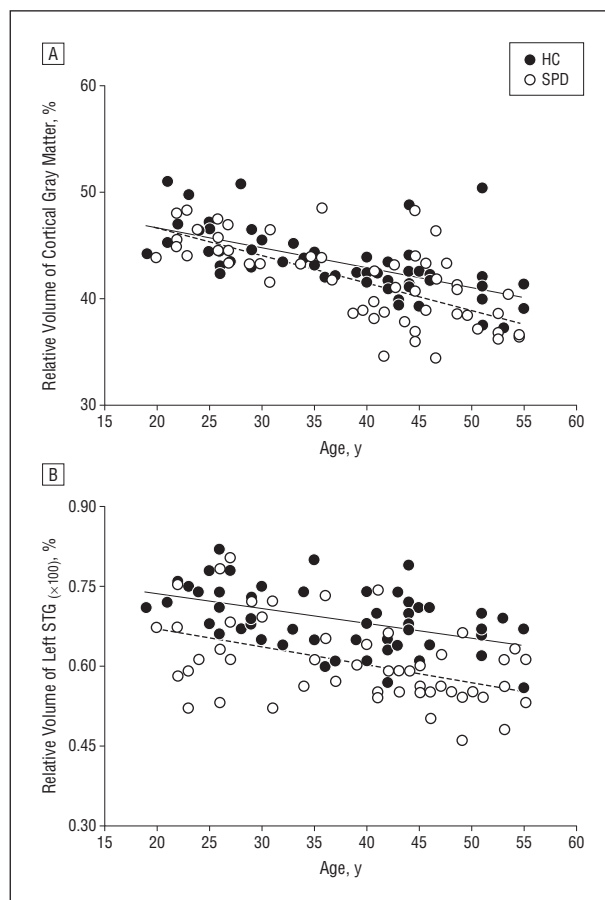 A
HC
SPD
60
50
40
30
Relative Volume of Cortical Gray Matter, %
15 20 25 30 35 40 45 50 55 60
Age, y
B
0.90
0.75
0.60
0.45
0.30
Relative Volume of Left STG (×100), %
15 20 25 30 35 40 45 50 55 60
Age, y